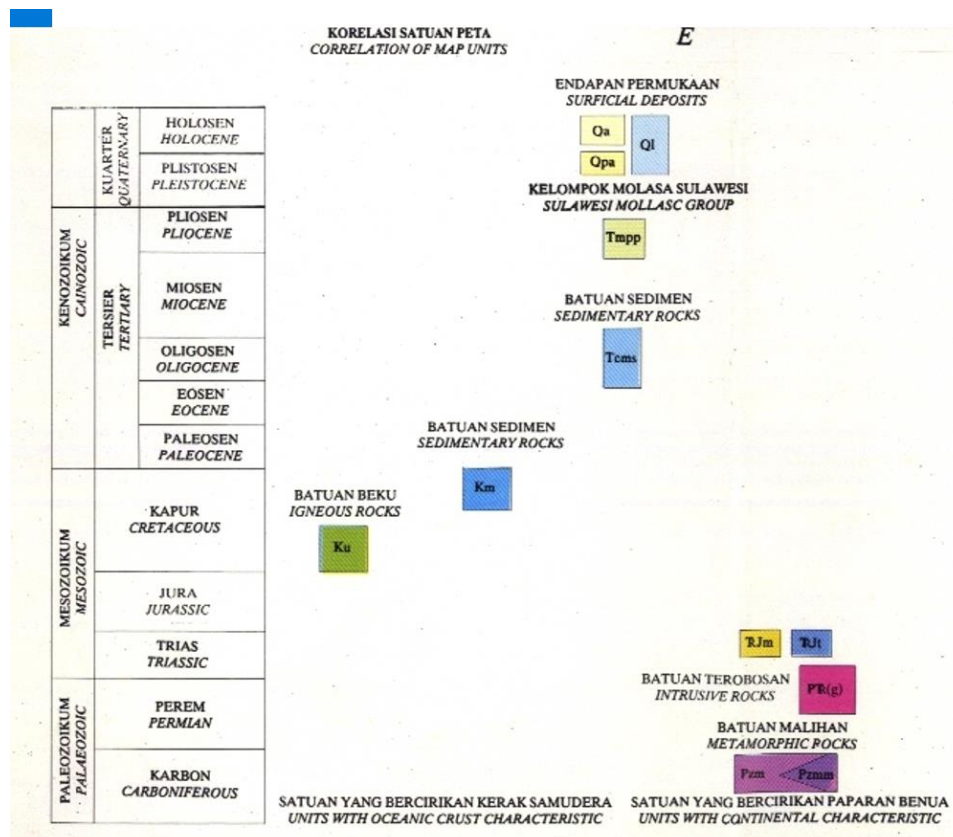 KORELASI SATUAN PETA
CORRELATION OF MAP UNITS
E
ENDAPAN PERMUKAAN
SURFICIAL DEPOSITS
Qa
Ql
Qpa
KELOMPOK MOLASA SULAWESI
SULAWESI MOLLASC GROUP
Tmpp
BATUAN SEDIMEN
SEDIMENTARY ROCKS
Tems
BATUAN SEDIMEN
SEDIMENTARY ROCKS
Km
BATUAN BEKU
IGNEOUS ROCKS
Ku
TRJm
TRJt
BATUAN TEROBOSAN
INTRUSIVE ROCKS
PTR(g)
BATUAN MALIHAN
METAMORPHIC ROCKS
Pzm
Pzmm
SATUAN YANG BERCIRIKAN KERAK SAMUDERA
UNITS WITH OCEANIC CRUST CHARACTERISTIC
SATUAN YANG BERCIRIKAN PAPARAN BENUA
UNITS WITH CONTINENTAL CHARACTERISTIC
KENOZOIKUM
CAINOZOIC
KUARTER
QUATERNARY
HOLOSEN
HOLOCENE
PLISTOSEN
PLEISTOCENE
TERSIER
TERTIARY
PLIOSEN
PLIOCENE
MIOSEN
MIOCENE
OLIGOSEN
OLIGOCENE
EOSEN
EOCENE
PALEOSEN
PALEOCENE
MESOZOIKUM
MESOZOIC
KAPUR
CRETACEOUS
JURA
JURASSIC
TRIAS
TRIASSIC
PALEOZOIKUM
PALAEOZOIC
PEREM
PERMIAN
KARBON
CARBONIFEROUS